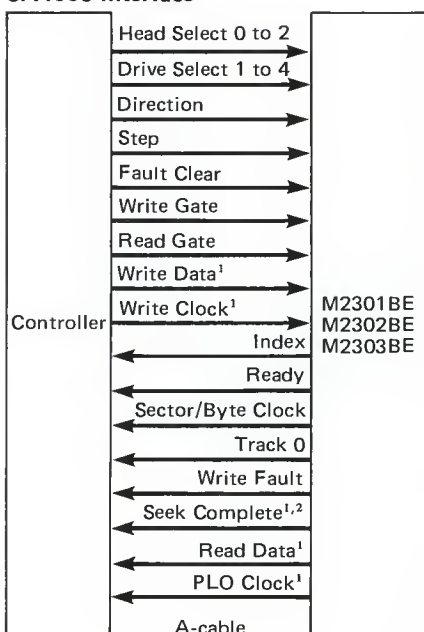 Interface
Head Select 0 to 2
Drive Select 1 to 4
Direction
Step
Fault Clear
Write Gate
Read Gate
Write Data¹
Write Clock¹
Controller
M2301BE
M2302BE
M2303BE
Index
Ready
Sector/Byte Clock
Track 0
Write Fault
Seek Complete¹,²
Read Data¹
PLO Clock¹
A-cable